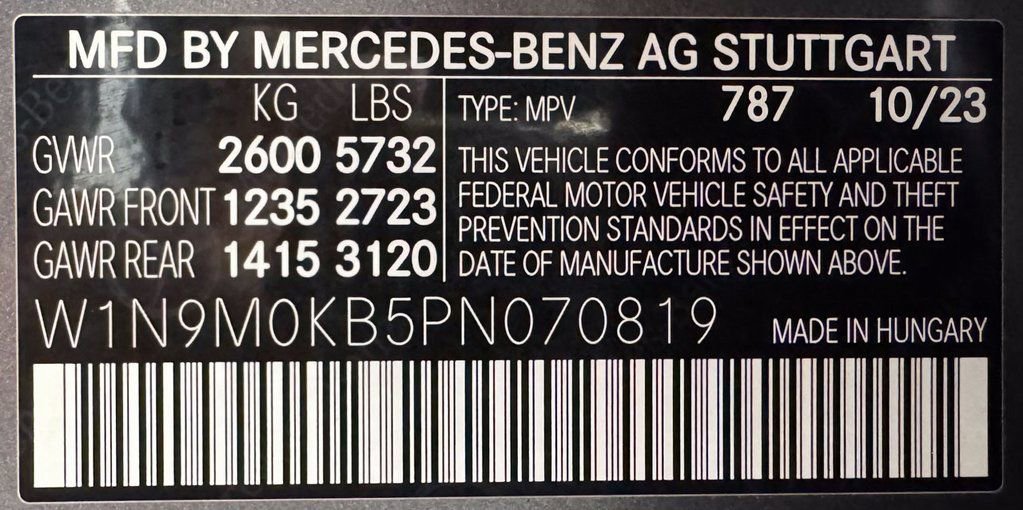 MFD BY MERCEDES-BENZ AG STUTTGART
KG LBS
GVWR 2600 5732
GAWR FRONT 1235 2723
GAWR REAR 1415 3120
TYPE: MPV 787 10/23
THIS VEHICLE CONFORMS TO ALL APPLICABLE
FEDERAL MOTOR VEHICLE SAFETY AND THEFT
PREVENTION STANDARDS IN EFFECT ON THE
DATE OF MANUFACTURE SHOWN ABOVE.
W1N9M0KB5PN070819
MADE IN HUNGARY